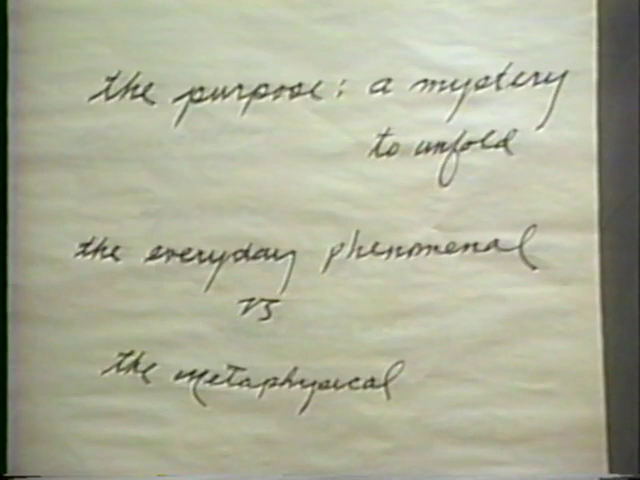 the purpose: a mystery
to unfold
the everyday phenomenal
vs
the metaphysical